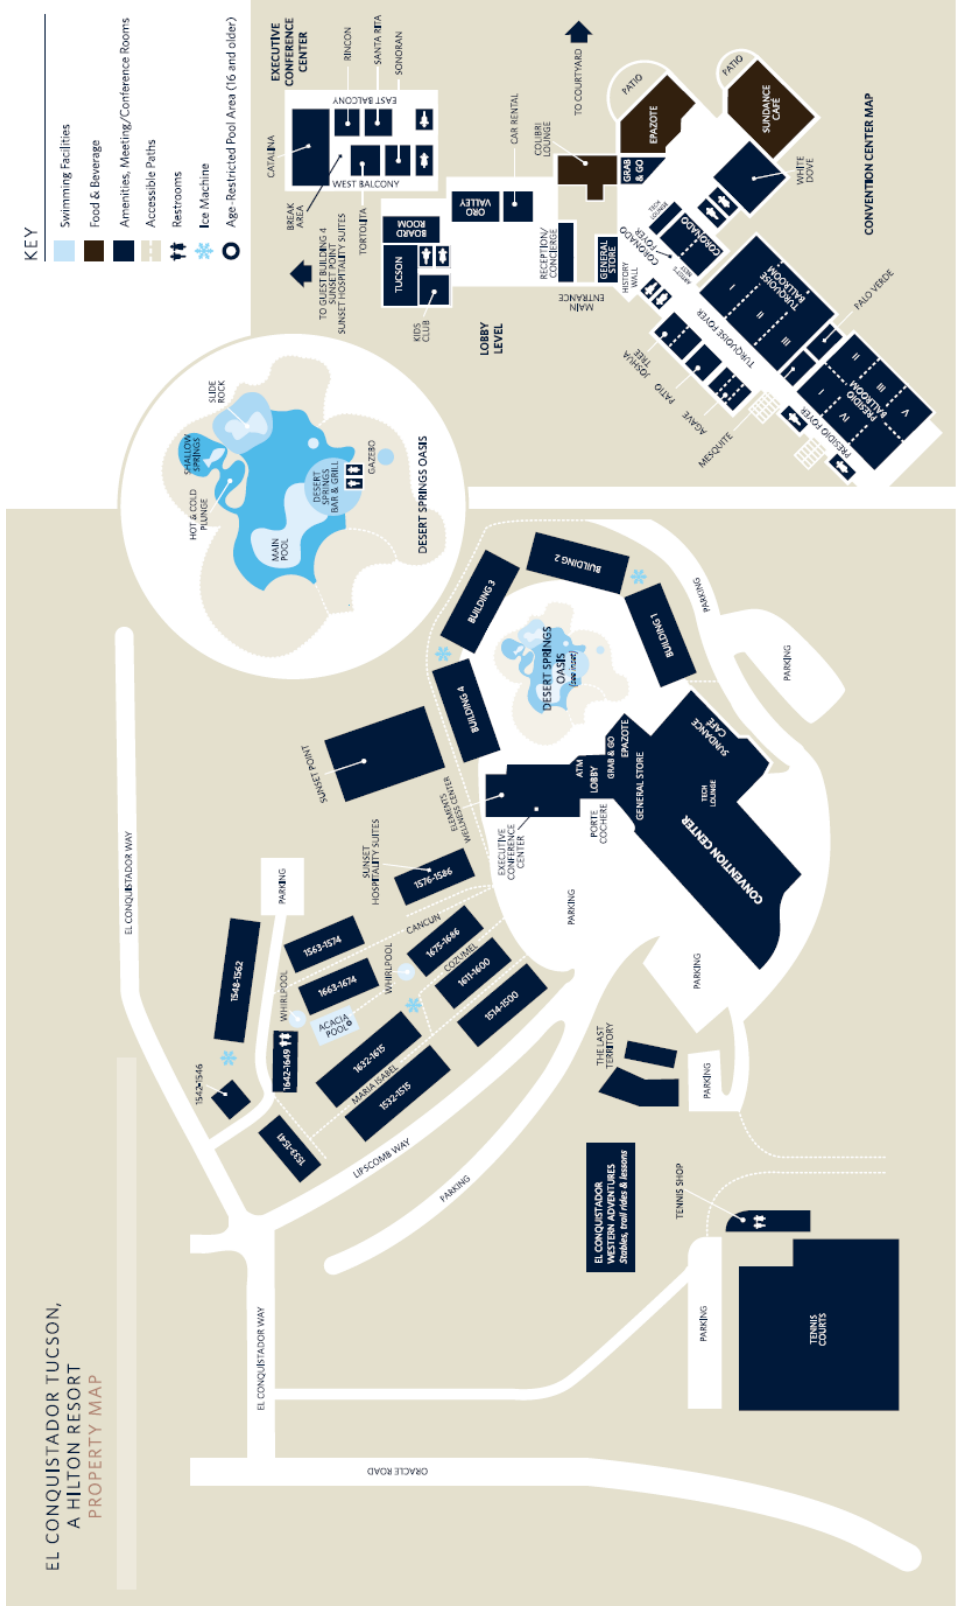 EL CONQUISTADOR TUCSON,
A HILTON RESORT
PROPERTY MAP
KEY
Swimming Facilities
Food & Beverage
Amenities, Meeting/Conference Rooms
Accessible Paths
Restrooms
Ice Machine
Age-Restricted Pool Area (16 and older)
EXECUTIVE
CONFERENCE
CENTER
RINCON
SANTA RITA
SONORAN
CATALINA
EAST BALCONY
WEST BALCONY
BREAK
AREA
TORTOLITA
TO GUEST BUILDING 4
SUNSET POINT
SUNSET HOSPITALITY SUITES
TUCSON
BOARD
ROOM
KIDS
CLUB
ORO
VALLEY
CAR RENTAL
COLIBRI
LOUNGE
TO COURTYARD
LOBBY
LEVEL
RECEPTION/
CONCIERGE
MAIN
ENTRANCE
GENERAL
STORE
HISTORY
WALL
GRAB
& GO
EPAZOTE
PATIO
PATIO
SUNDANCE
CAFÉ
WHITE
DOVE
TECH
LOUNGE
CORONADO
FOYER
CORONADO
ARTIST'S
NEST
CONVENTION CENTER MAP
TURQUOISE
BALLROOM
I
II
III
TURQUOISE FOYER
PALO VERDE
JOSHUA
TREE
PATIO
AGAVE
MESQUITE
PRESIDIO FOYER
PRESIDIO
BALLROOM
I
II
III
IV
V
SLIDE
ROCK
SHALLOW
SPRINGS
HOT & COLD
PLUNGE
MAIN
POOL
DESERT
SPRINGS
BAR & GRILL
GAZEBO
DESERT SPRINGS OASIS
BUILDING 3
BUILDING 2
BUILDING 1
BUILDING 4
DESERT SPRINGS
OASIS
(see inset)
PARKING
PARKING
SUNSET POINT
ELEMENTS
WELLNESS CENTER
EXECUTIVE
CONFERENCE
CENTER
ATM
LOBBY
GRAB & GO
EPAZOTE
GENERAL STORE
PORTE
COCHERE
SUNDANCE
CAFE
TECH
LOUNGE
CONVENTION CENTER
PARKING
PARKING
SUNSET
HOSPITALITY SUITES
1576-1586
EL CONQUISTADOR WAY
PARKING
1548-1562
1563-1574
1663-1674
CANCUN
1675-1686
COZUMEL
1611-1600
1514-1500
WHIRLPOOL
WHIRLPOOL
ACACIA
POOL
1542-1546
1642-1649
1632-1615
MARIA ISABEL
1532-1515
1533-1541
LIPSCOMB WAY
PARKING
THE LAST
TERRITORY
PARKING
EL CONQUISTADOR
WESTERN ADVENTURES
Stables, trail rides & lessons
TENNIS SHOP
PARKING
TENNIS
COURTS
EL CONQUISTADOR WAY
ORACLE ROAD